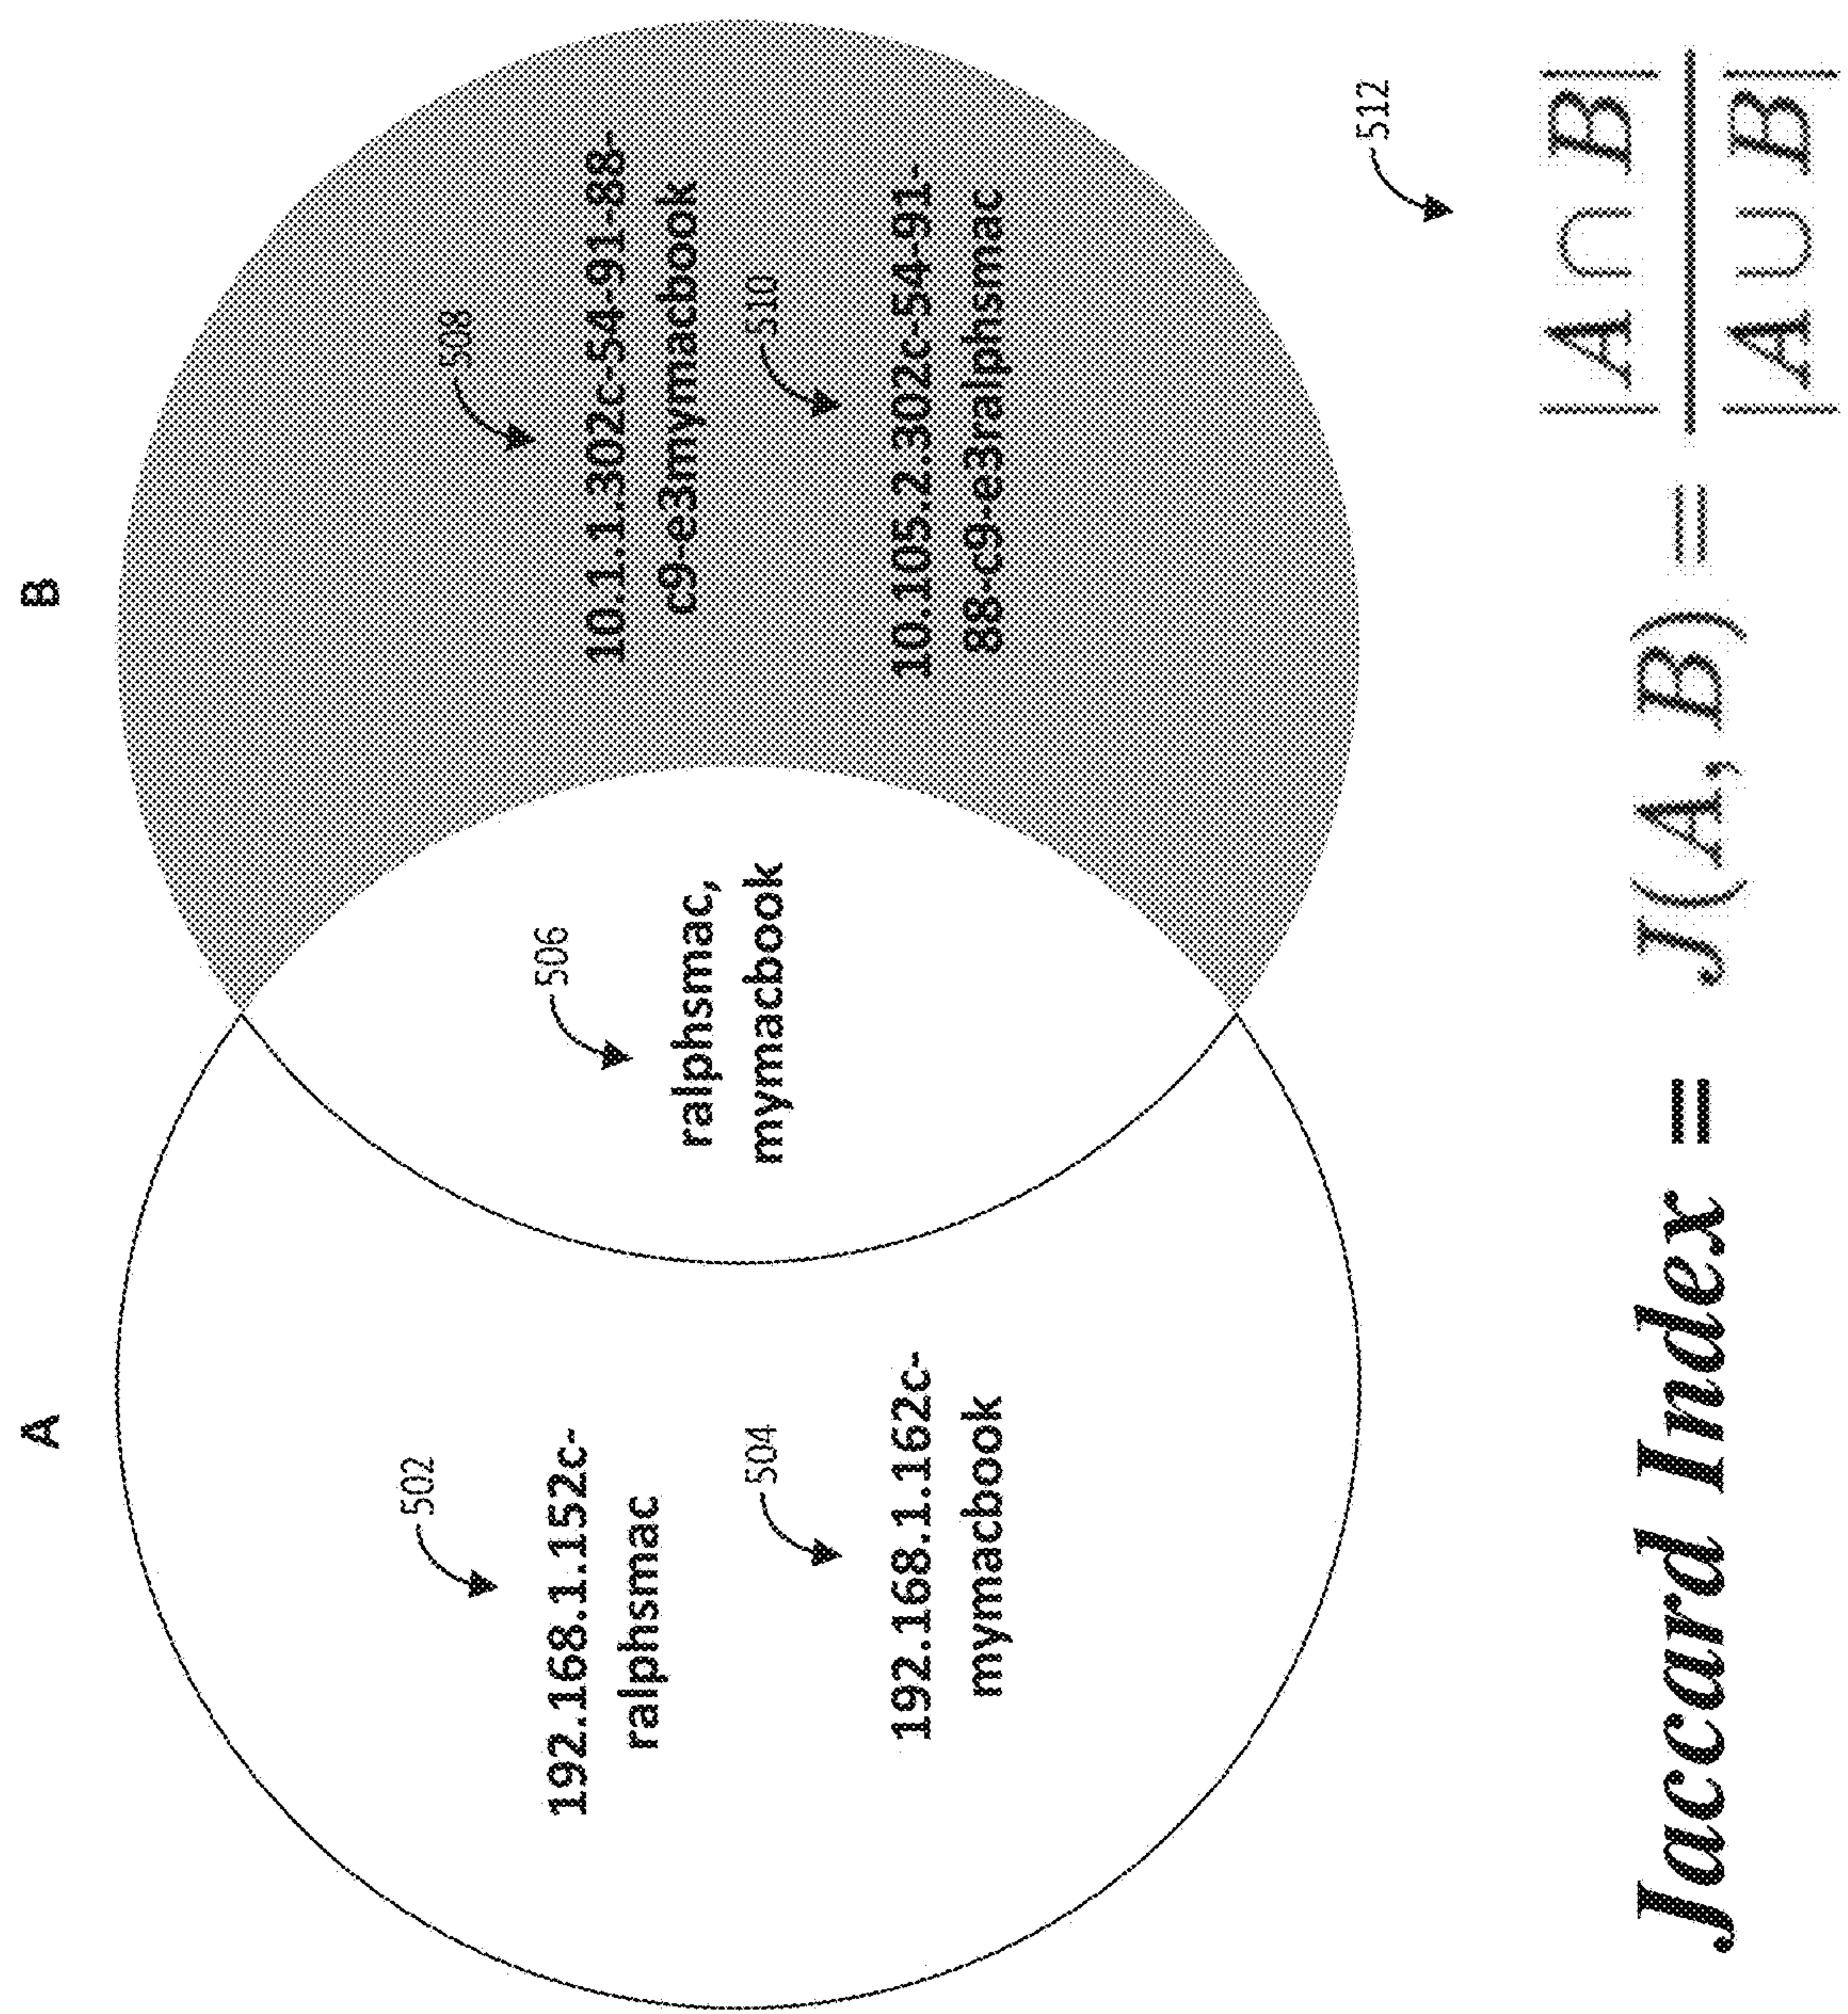 A
B
502
192.168.1.152c-
ralphsmac
504
192.168.1.162c-
mymacbook
506
ralphsmac,
mymacbook
508
10.1.1.302c-54-91-88-
c9-e3mymacbook
510
10.105.2.302c-54-91-
88-c9-e3ralphsmac
512
Jaccard Index = J(A, B) = |A ∩ B|
|A ∪ B|